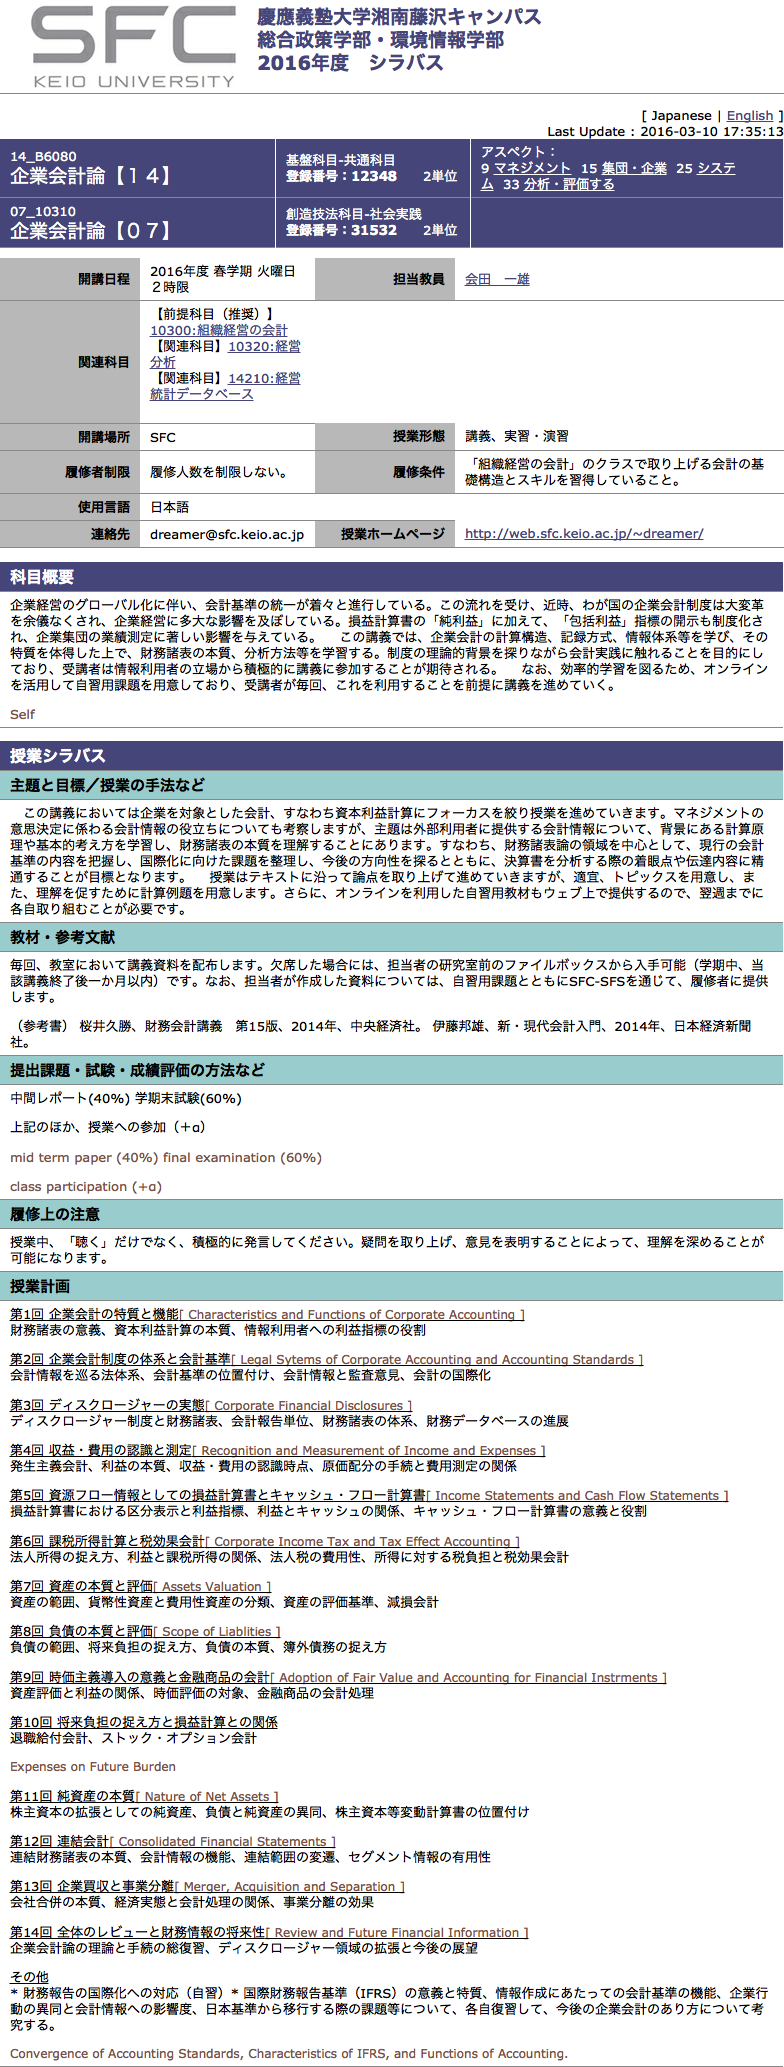 SFC
KEIO UNIVERSITY
慶應義塾大学湘南藤沢キャンパス
総合政策学部・環境情報学部
2016年度　シラバス
[ Japanese | English ]
Last Update : 2016-03-10 17:35:13
14_B6080
企業会計論【１４】
基盤科目-共通科目
登録番号：12348　　2単位
アスペクト：
9 マネジメント 15 集団・企業 25 システ
ム 33 分析・評価する
07_10310
企業会計論【０７】
創造技法科目-社会実践
登録番号：31532　　2単位
開講日程
2016年度 春学期 火曜日
２時限
担当教員
会田　一雄
関連科目
【前提科目（推奨）】
10300:組織経営の会計
【関連科目】10320:経営
分析
【関連科目】14210:経営
統計データベース
開講場所
SFC
授業形態
講義、実習・演習
履修者制限
履修人数を制限しない。
履修条件
「組織経営の会計」のクラスで取り上げる会計の基
礎構造とスキルを習得していること。
使用言語
日本語
連絡先
dreamer@sfc.keio.ac.jp
授業ホームページ
http://web.sfc.keio.ac.jp/~dreamer/
科目概要
企業経営のグローバル化に伴い、会計基準の統一が着々と進行している。この流れを受け、近時、わが国の企業会計制度は大変革
を余儀なくされ、企業経営に多大な影響を及ぼしている。損益計算書の「純利益」に加えて、「包括利益」指標の開示も制度化さ
れ、企業集団の業績測定に著しい影響を与えている。　この講義では、企業会計の計算構造、記録方式、情報体系等を学び、その
特質を体得した上で、財務諸表の本質、分析方法等を学習する。制度の理論的背景を探りながら会計実践に触れることを目的にし
ており、受講者は情報利用者の立場から積極的に講義に参加することが期待される。　なお、効率的学習を図るため、オンライン
を活用して自習用課題を用意しており、受講者が毎回、これを利用することを前提に講義を進めていく。
Self
授業シラバス
主題と目標／授業の手法など
　この講義においては企業を対象とした会計、すなわち資本利益計算にフォーカスを絞り授業を進めていきます。マネジメントの
意思決定に係わる会計情報の役立ちについても考察しますが、主題は外部利用者に提供する会計情報について、背景にある計算原
理や基本的考え方を学習し、財務諸表の本質を理解することにあります。すなわち、財務諸表論の領域を中心として、現行の会計
基準の内容を把握し、国際化に向けた課題を整理し、今後の方向性を探るとともに、決算書を分析する際の着眼点や伝達内容に精
通することが目標となります。　授業はテキストに沿って論点を取り上げて進めていきますが、適宜、トピックスを用意し、ま
た、理解を促すために計算例題を用意します。さらに、オンラインを利用した自習用教材もウェブ上で提供するので、翌週までに
各自取り組むことが必要です。
教材・参考文献
毎回、教室において講義資料を配布します。欠席した場合には、担当者の研究室前のファイルボックスから入手可能（学期中、当
該講義終了後一か月以内）です。なお、担当者が作成した資料については、自習用課題とともにSFC-SFSを通じて、履修者に提供
します。
（参考書） 桜井久勝、財務会計講義　第15版、2014年、中央経済社。 伊藤邦雄、新・現代会計入門、2014年、日本経済新聞
社。
提出課題・試験・成績評価の方法など
中間レポート(40%) 学期末試験(60%)
上記のほか、授業への参加（＋α）
mid term paper (40%) final examination (60%)
class participation (+α)
履修上の注意
授業中、「聴く」だけでなく、積極的に発言してください。疑問を取り上げ、意見を表明することによって、理解を深めることが
可能になります。
授業計画
第1回 企業会計の特質と機能[ Characteristics and Functions of Corporate Accounting ]
財務諸表の意義、資本利益計算の本質、情報利用者への利益指標の役割
第2回 企業会計制度の体系と会計基準[ Legal Sytems of Corporate Accounting and Accounting Standards ]
会計情報を巡る法体系、会計基準の位置付け、会計情報と監査意見、会計の国際化
第3回 ディスクロージャーの実態[ Corporate Financial Disclosures ]
ディスクロージャー制度と財務諸表、会計報告単位、財務諸表の体系、財務データベースの進展
第4回 収益・費用の認識と測定[ Recognition and Measurement of Income and Expenses ]
発生主義会計、利益の本質、収益・費用の認識時点、原価配分の手続と費用測定の関係
第5回 資源フロー情報としての損益計算書とキャッシュ・フロー計算書[ Income Statements and Cash Flow Statements ]
損益計算書における区分表示と利益指標、利益とキャッシュの関係、キャッシュ・フロー計算書の意義と役割
第6回 課税所得計算と税効果会計[ Corporate Income Tax and Tax Effect Accounting ]
法人所得の捉え方、利益と課税所得の関係、法人税の費用性、所得に対する税負担と税効果会計
第7回 資産の本質と評価[ Assets Valuation ]
資産の範囲、貨幣性資産と費用性資産の分類、資産の評価基準、減損会計
第8回 負債の本質と評価[ Scope of Liablities ]
負債の範囲、将来負担の捉え方、負債の本質、簿外債務の捉え方
第9回 時価主義導入の意義と金融商品の会計[ Adoption of Fair Value and Accounting for Financial Instrments ]
資産評価と利益の関係、時価評価の対象、金融商品の会計処理
第10回 将来負担の捉え方と損益計算との関係
退職給付会計、ストック・オプション会計
Expenses on Future Burden
第11回 純資産の本質[ Nature of Net Assets ]
株主資本の拡張としての純資産、負債と純資産の異同、株主資本等変動計算書の位置付け
第12回 連結会計[ Consolidated Financial Statements ]
連結財務諸表の本質、会計情報の機能、連結範囲の変遷、セグメント情報の有用性
第13回 企業買収と事業分離[ Merger, Acquisition and Separation ]
会社合併の本質、経済実態と会計処理の関係、事業分離の効果
第14回 全体のレビューと財務情報の将来性[ Review and Future Financial Information ]
企業会計論の理論と手続の総復習、ディスクロージャー領域の拡張と今後の展望
その他
* 財務報告の国際化への対応（自習）* 国際財務報告基準（IFRS）の意義と特質、情報作成にあたっての会計基準の機能、企業行
動の異同と会計情報への影響度、日本基準から移行する際の課題等について、各自復習して、今後の企業会計のあり方について考
究する。
Convergence of Accounting Standards, Characteristics of IFRS, and Functions of Accounting.